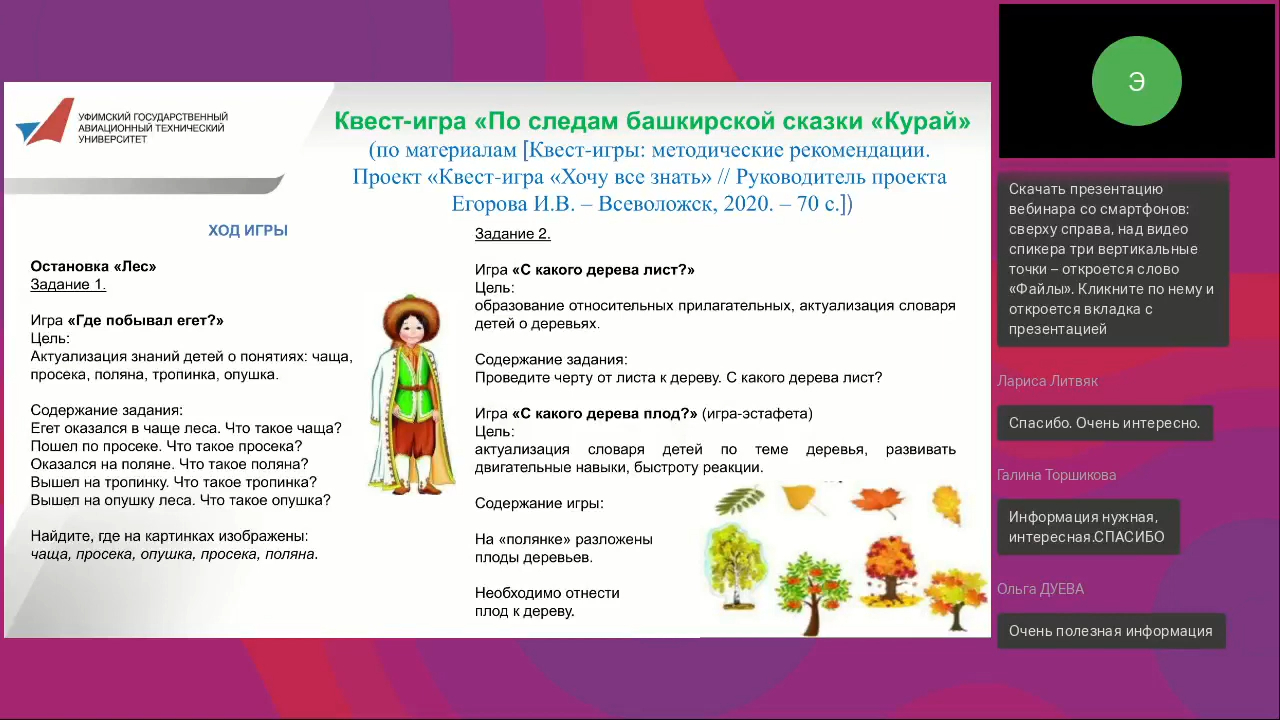 УФИМСКИЙ ГОСУДАРСТВЕННЫЙ
АВИАЦИОННЫЙ ТЕХНИЧЕСКИЙ
УНИВЕРСИТЕТ
Квест-игра «По следам башкирской сказки «Курай»
(по материалам [Квест-игры: методические рекомендации.
Проект «Квест-игра «Хочу все знать» // Руководитель проекта
Егорова И.В. – Всеволожск, 2020. – 70 с.])
ХОД ИГРЫ
Остановка «Лес»
Задание 1.
Игра «Где побывал егет?»
Цель:
Актуализация знаний детей о понятиях: чаща,
просека, поляна, тропинка, опушка.
Содержание задания:
Егет оказался в чаще леса. Что такое чаща?
Пошел по просеке. Что такое просека?
Оказался на поляне. Что такое поляна?
Вышел на тропинку. Что такое тропинка?
Вышел на опушку леса. Что такое опушка?
Найдите, где на картинках изображены:
чаща, просека, опушка, просека, поляна.
Задание 2.
Игра «С какого дерева лист?»
Цель:
образование относительных прилагательных, актуализация словаря
детей о деревьях.
Содержание задания:
Проведите черту от листа к дереву. С какого дерева лист?
Игра «С какого дерева плод?» (игра-эстафета)
Цель:
актуализация словаря детей по теме деревья, развивать
двигательные навыки, быстроту реакции.
Содержание игры:
На «полянке» разложены
плоды деревьев.
Необходимо отнести
плод к дереву.
Э
Скачать презентацию
вебинара со смартфонов:
сверху справа, над видео
спикера три вертикальные
точки – откроется слово
«Файлы». Кликните по нему и
откроется вкладка с
презентацией
Лариса Литвяк
Спасибо. Очень интересно.
Галина Торшикова
Информация нужная,
интересная.СПАСИБО
Ольга ДУЕВА
Очень полезная информация